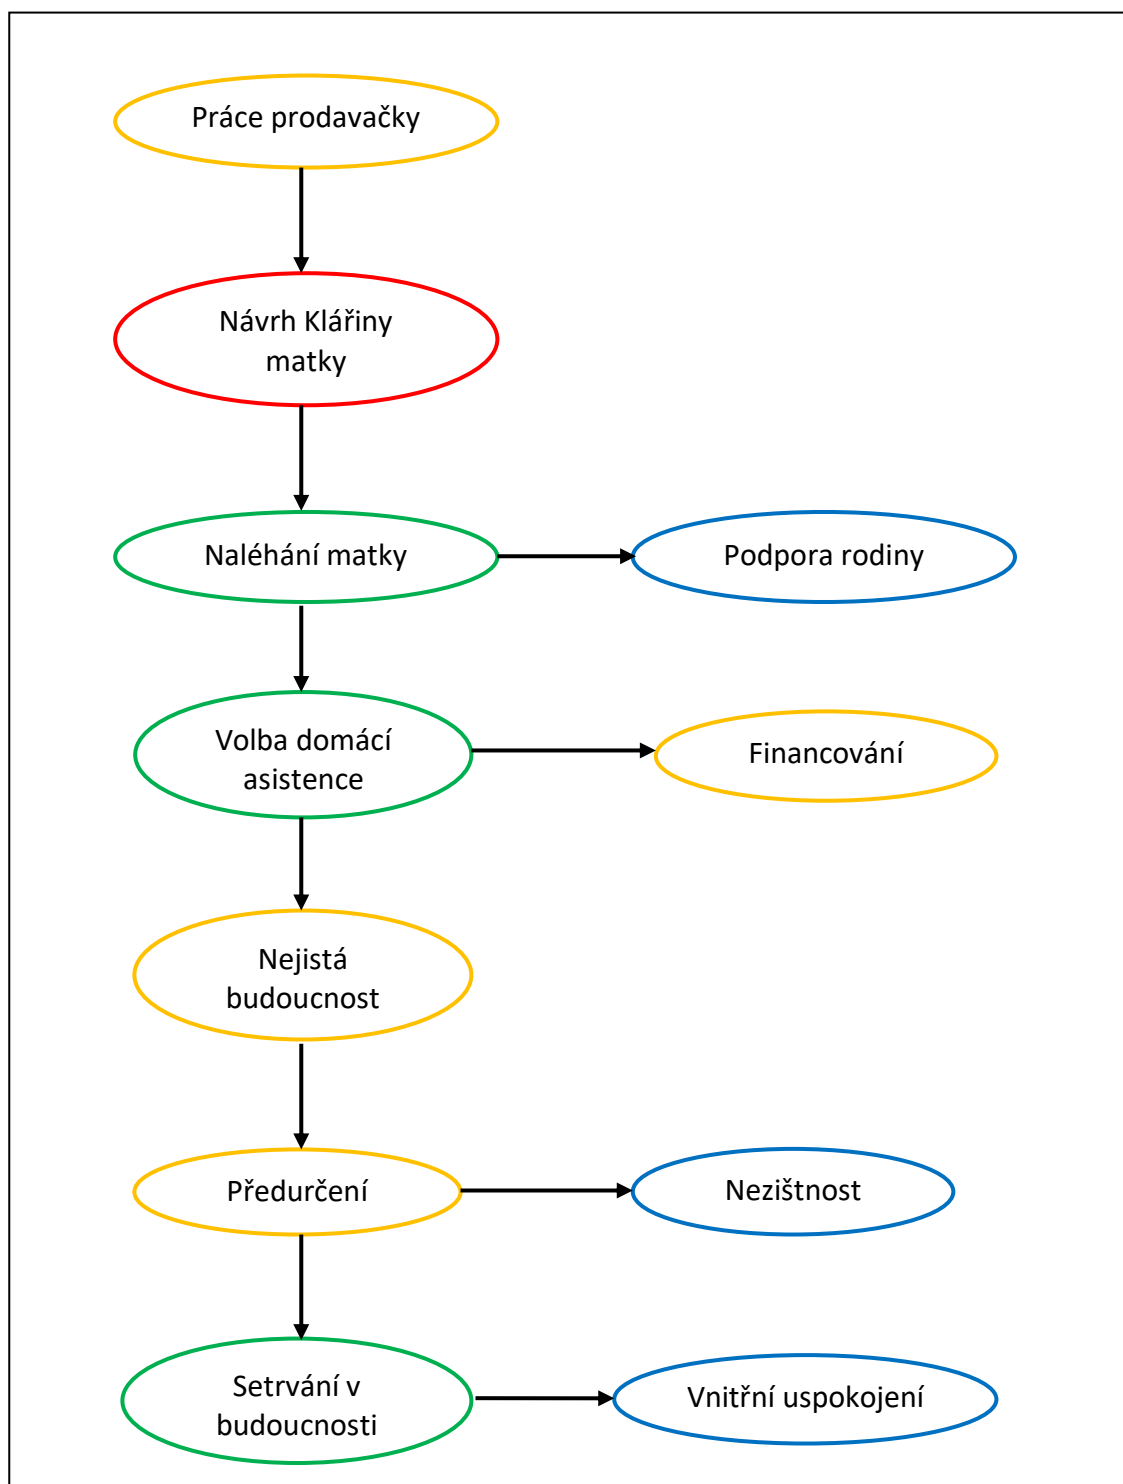 Práce prodavačky
Návrh Klářiny
matky
Naléhání matky
Podpora rodiny
Volba domácí
asistence
Financování
Nejistá
budoucnost
Předurčení
Nezištnost
Setrvání v
budoucnosti
Vnitřní uspokojení